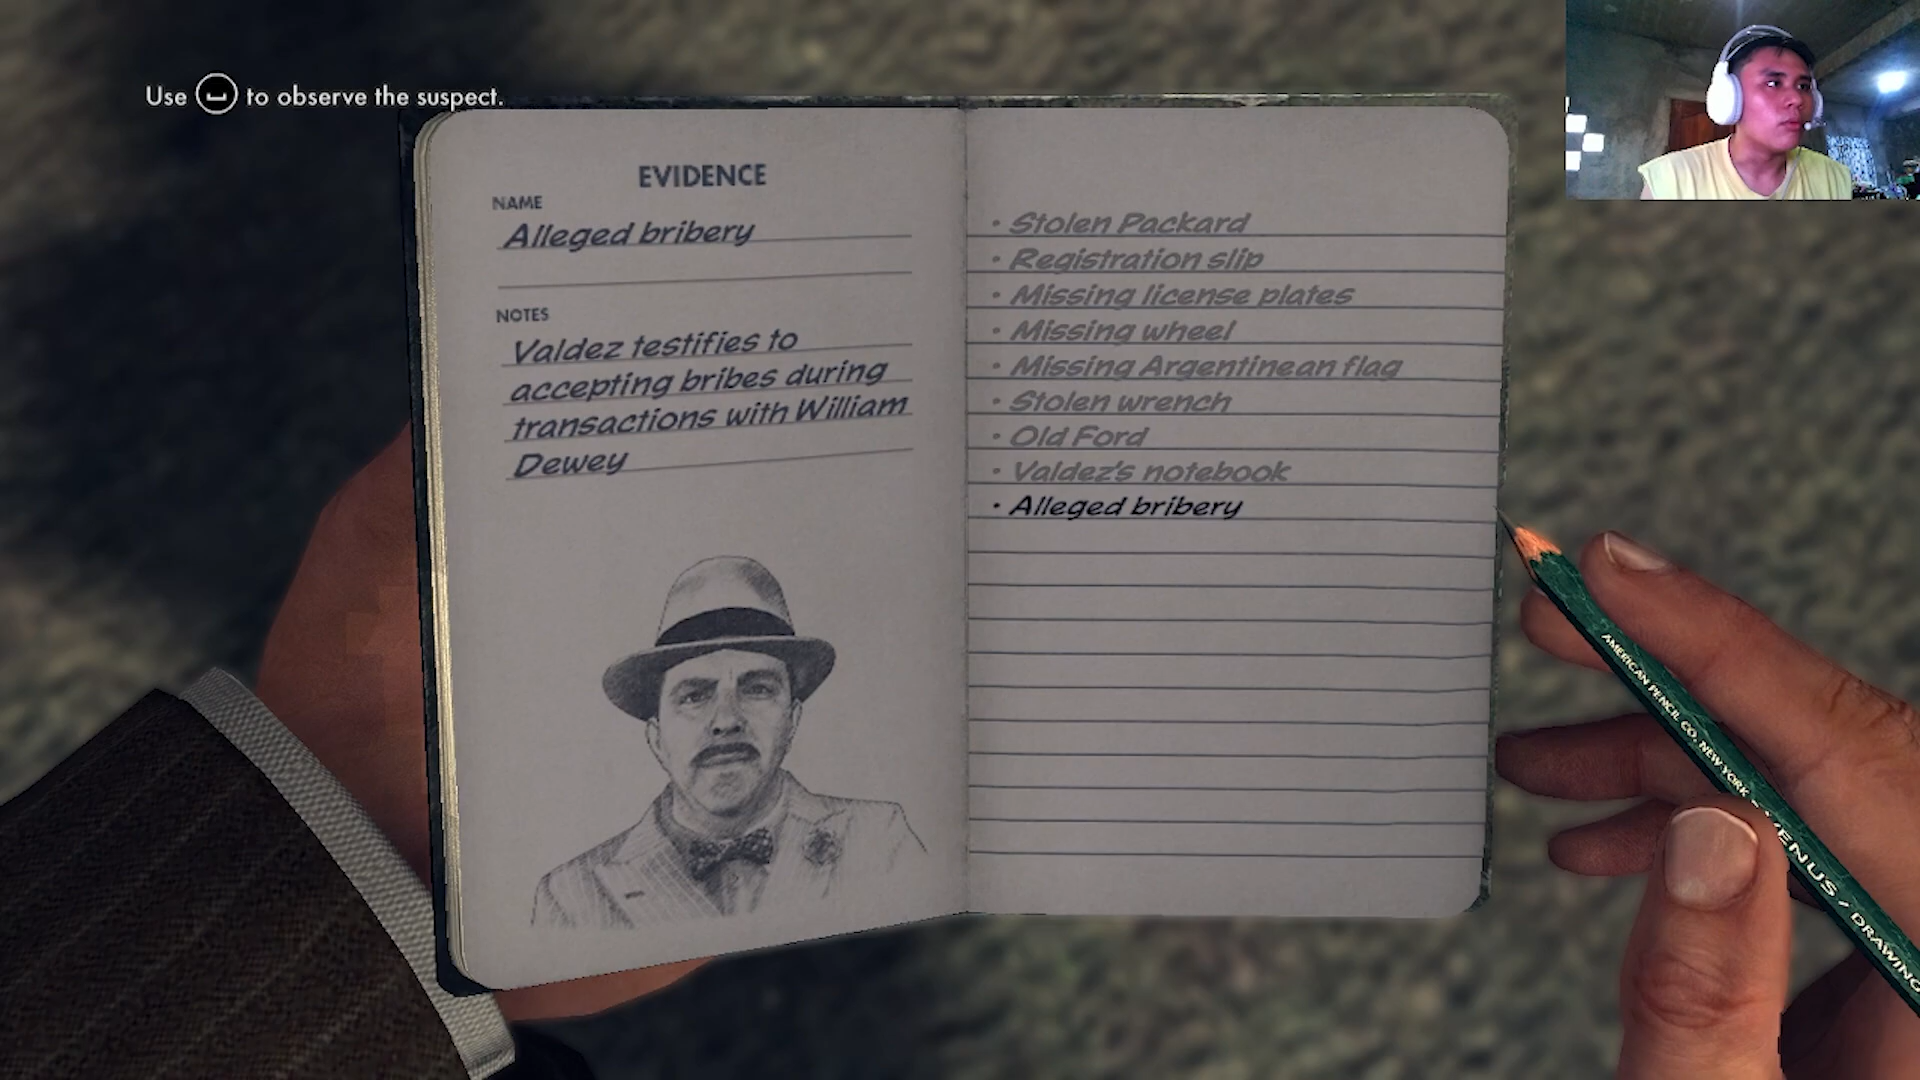 Use to observe the suspect.
EVIDENCE
NAME
Alleged bribery
NOTES
Valdez testifies to
accepting bribes during
transactions with William
Dewey
• Stolen Packard
• Registration slip
• Missing license plates
• Missing wheel
• Missing Argentinean flag
• Stolen wrench
• Old Ford
• Valdez's notebook
• Alleged bribery
AMERICAN PENCIL CO. NEW YORK VENUS DRAWING